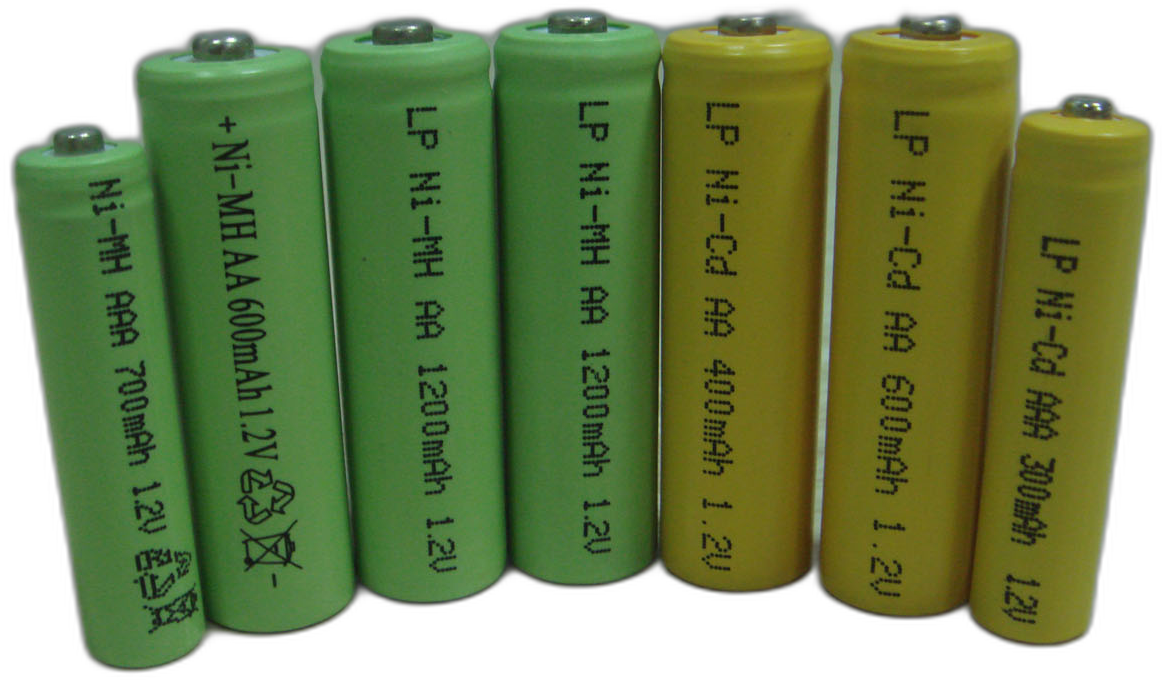 Ni-MH AAA 700mAh 1.2V
+ Ni-MH AA 600mAh 1.2V -
LP Ni-MH AA 1200mAh 1.2V
LP Ni-MH AA 1200mAh 1.2V
LP Ni-Cd AA 400mAh 1.2V
LP Ni-Cd AA 600mAh 1.2V
LP Ni-Cd AAA 300mAh 1.2V